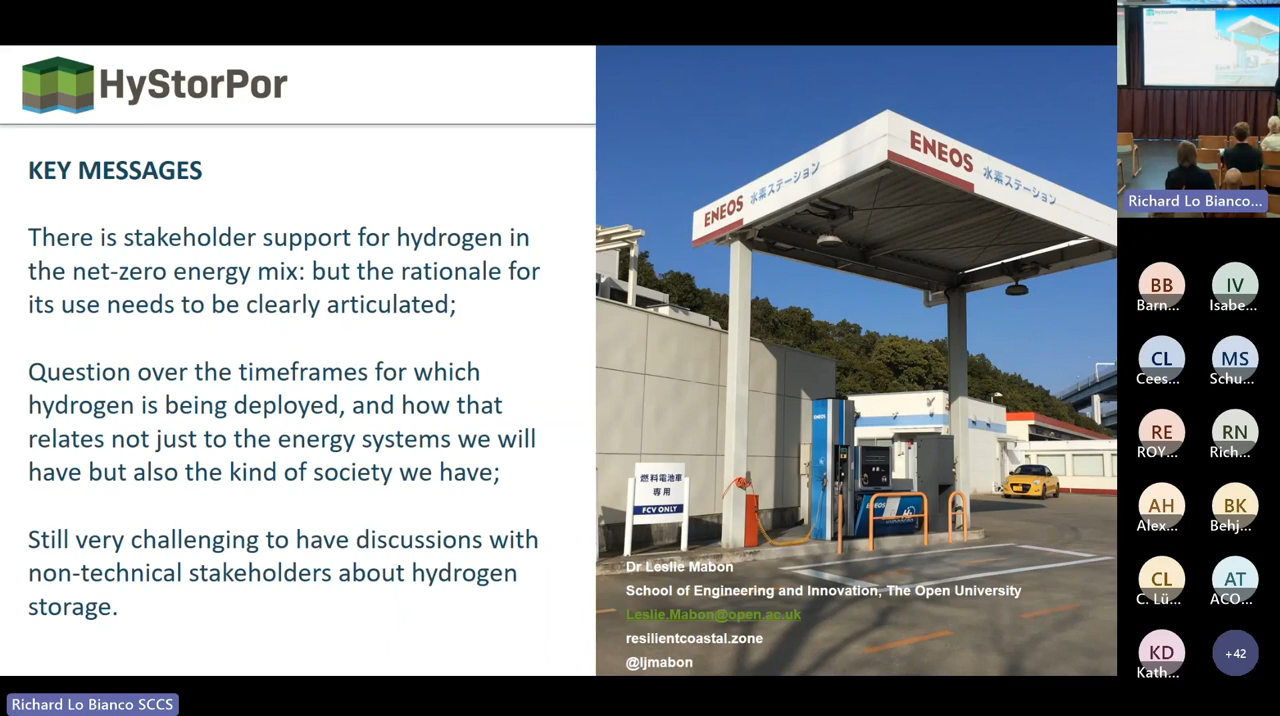 HyStorPor
KEY MESSAGES
There is stakeholder support for hydrogen in
the net-zero energy mix: but the rationale for
its use needs to be clearly articulated;
Question over the timeframes for which
hydrogen is being deployed, and how that
relates not just to the energy systems we will
have but also the kind of society we have;
Still very challenging to have discussions with
non-technical stakeholders about hydrogen
storage.
ENEOS 水素ステーション
ENEOS 水素ステーション
燃料電池車
専用
FCV ONLY
ENEOS
ENEOS
Dr Leslie Mabon
School of Engineering and Innovation, The Open University
Leslie.Mabon@open.ac.uk
resilientcoastal.zone
@ljmabon
HyStorPor
Richard Lo Bianco...
BB
Barn...
IV
Isabe...
CL
Cees...
MS
Schu...
RE
ROY...
RN
Rich...
AH
Alex...
BK
Behj...
CL
C. Lü...
AT
ACO...
KD
Kath...
+42
Richard Lo Bianco SCCS